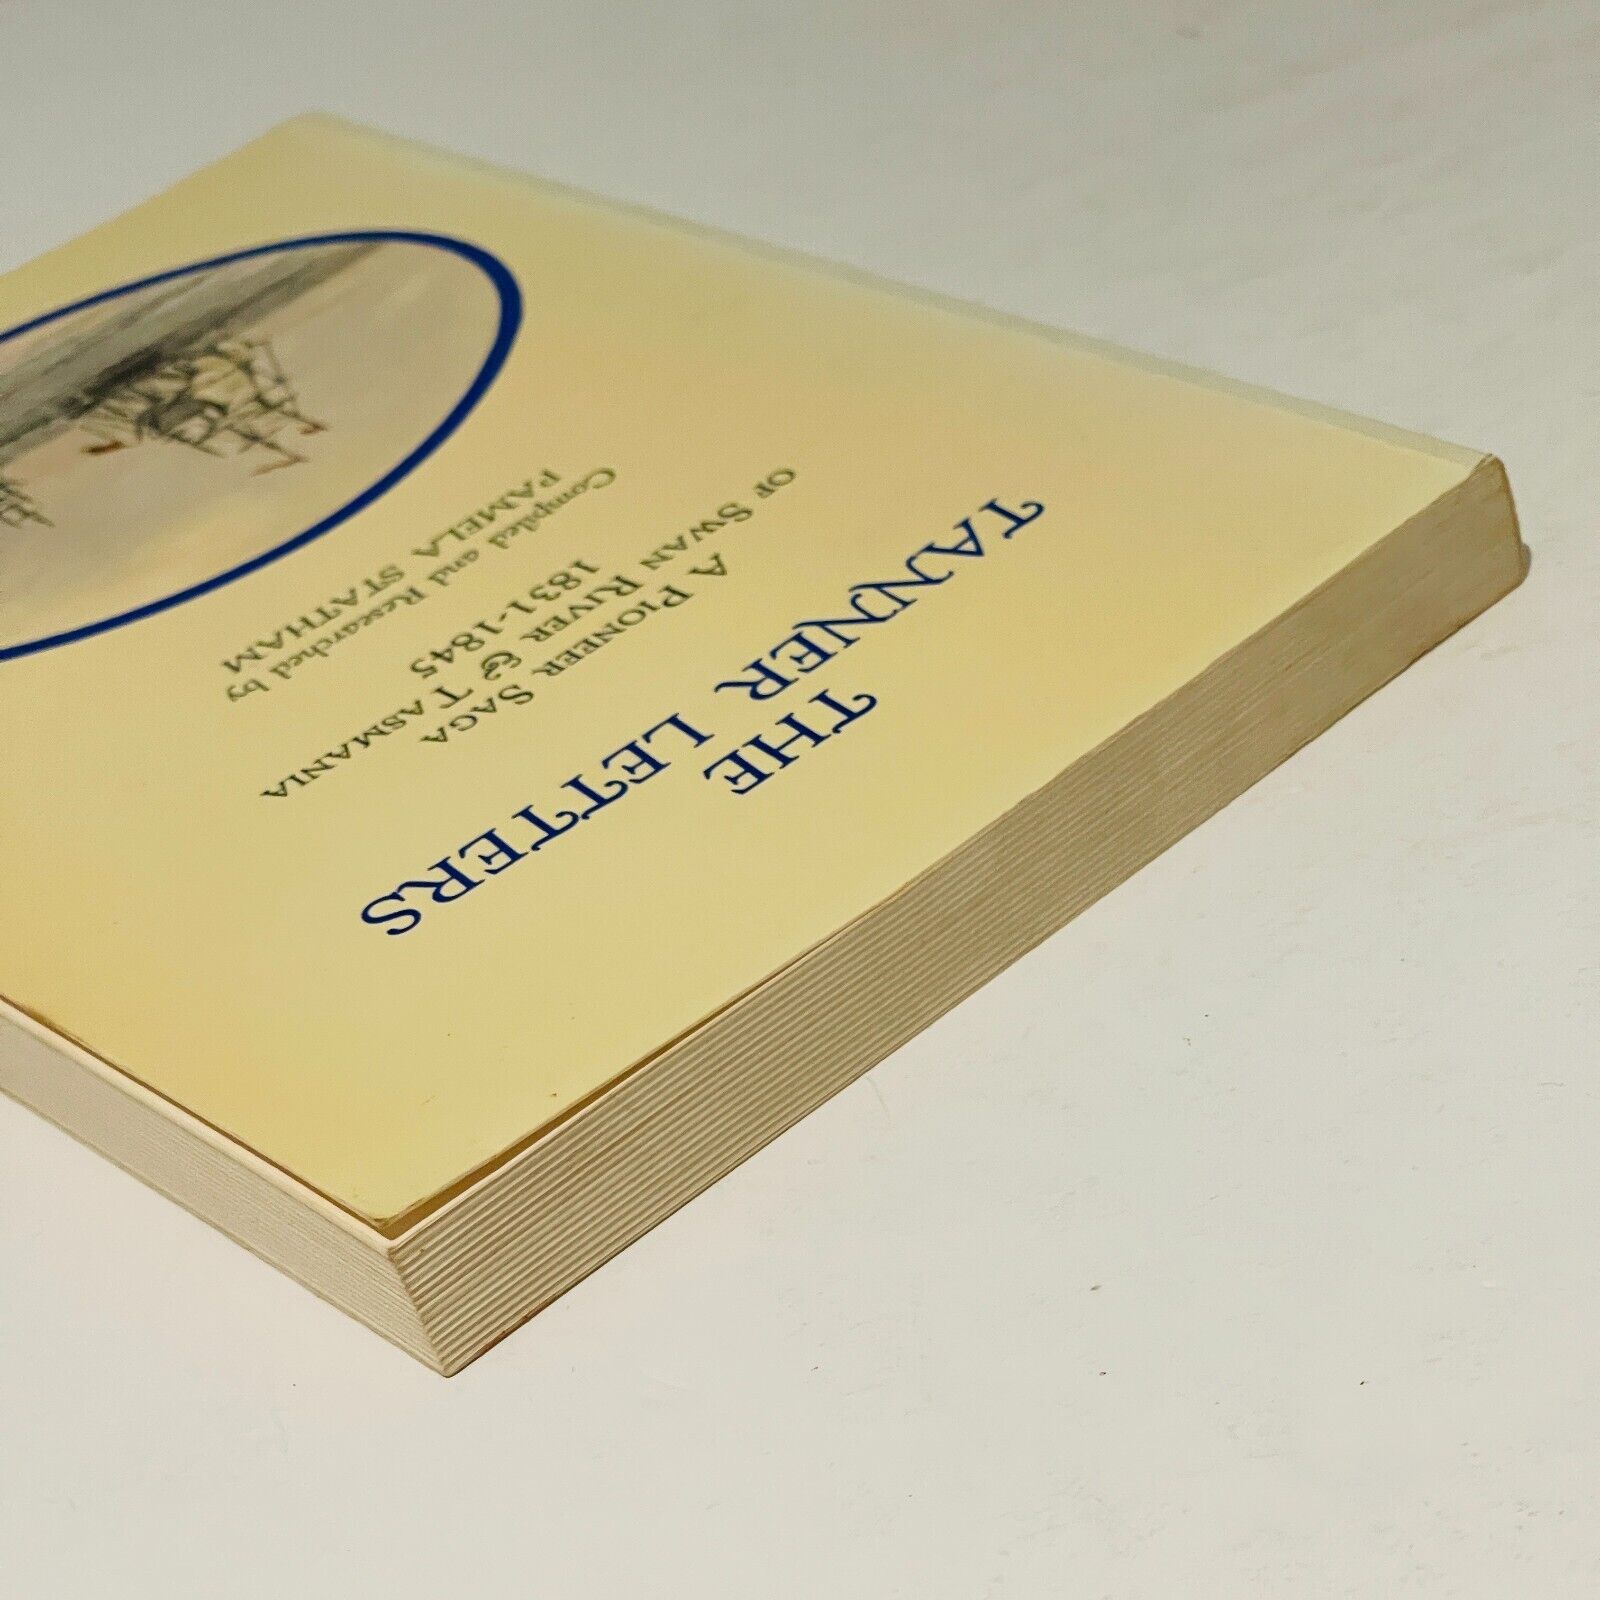 THE
TANNER LETTERS
A PIONEER SAGA
OF SWAN RIVER & TASMANIA
1831-1845
Compiled and Researched by
PAMELA STATHAM